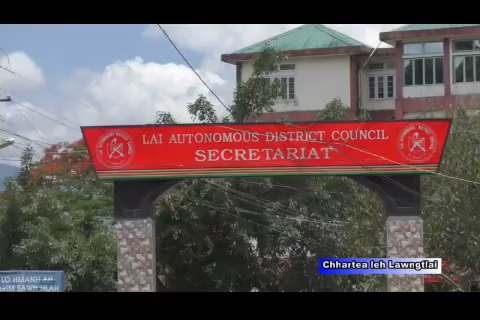 LAI AUTONOMOUS DISTRICT COUNCIL
SECRETARIAT
Chhartea leh Lawngtlai